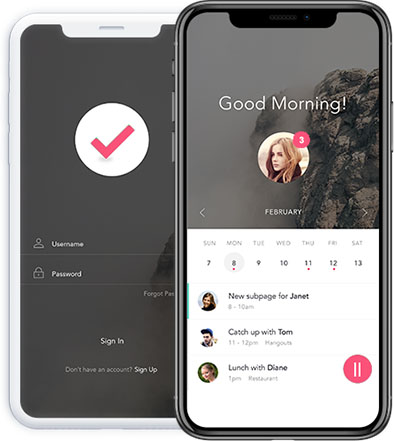 Username
Password
Forgot Pas
Sign In
Don't have an account? Sign Up
Good Morning!
3
FEBRUARY
SUN MON TUE WED THU FRI SAT
7 8 9 10 11 12 13
New subpage for Janet
8 - 10am
Catch up with Tom
11 - 12pm Hangouts
Lunch with Diane
1pm Restaurant